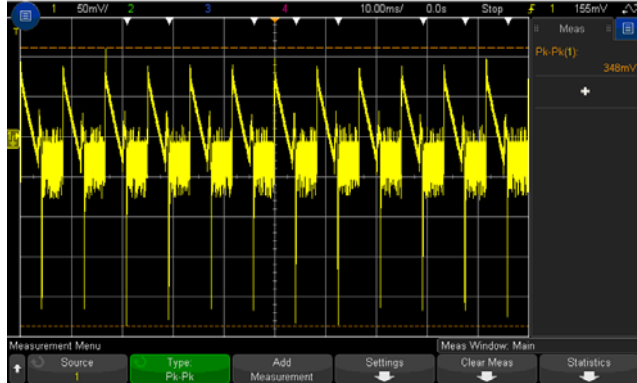 1 50mV/ 2 3 4 10.00ms/ 0.0s Stop 1 155mV
Meas
Pk-Pk(1):
348mV
Measurement Menu
Meas Window: Main
Source
1
Type:
Pk-Pk
Add
Measurement
Settings
Clear Meas
Statistics